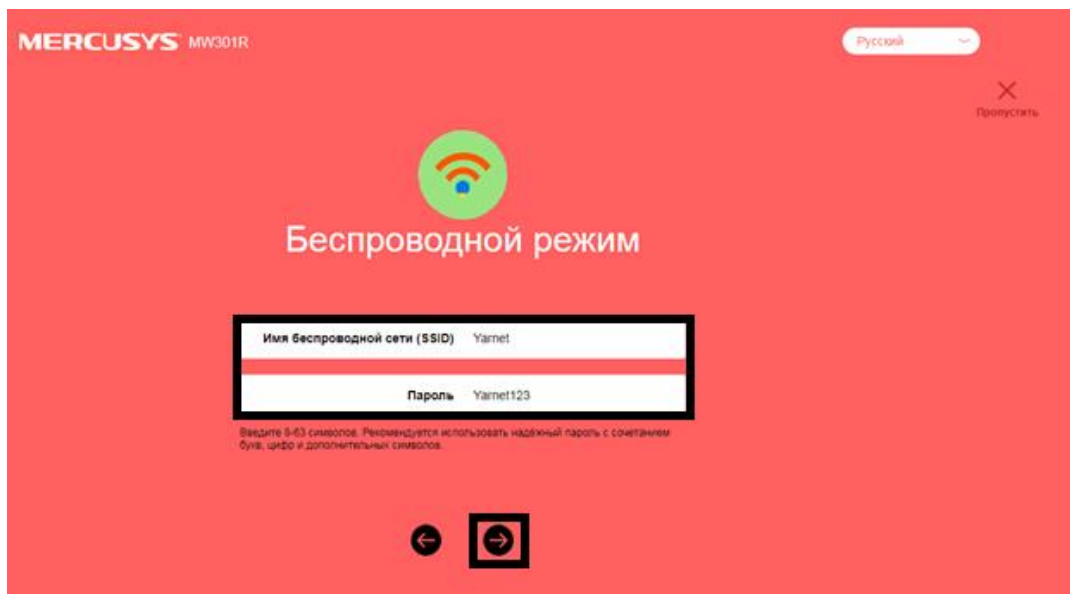 MERCUSYS MW301R
Русский
Пропустить
Беспроводной режим
Имя беспроводной сети (SSID) Yarnet
Пароль Yarnet123
Введите 8-63 символов. Рекомендуется использовать надёжный пароль с сочетанием
букв, цифр и дополнительных символов.